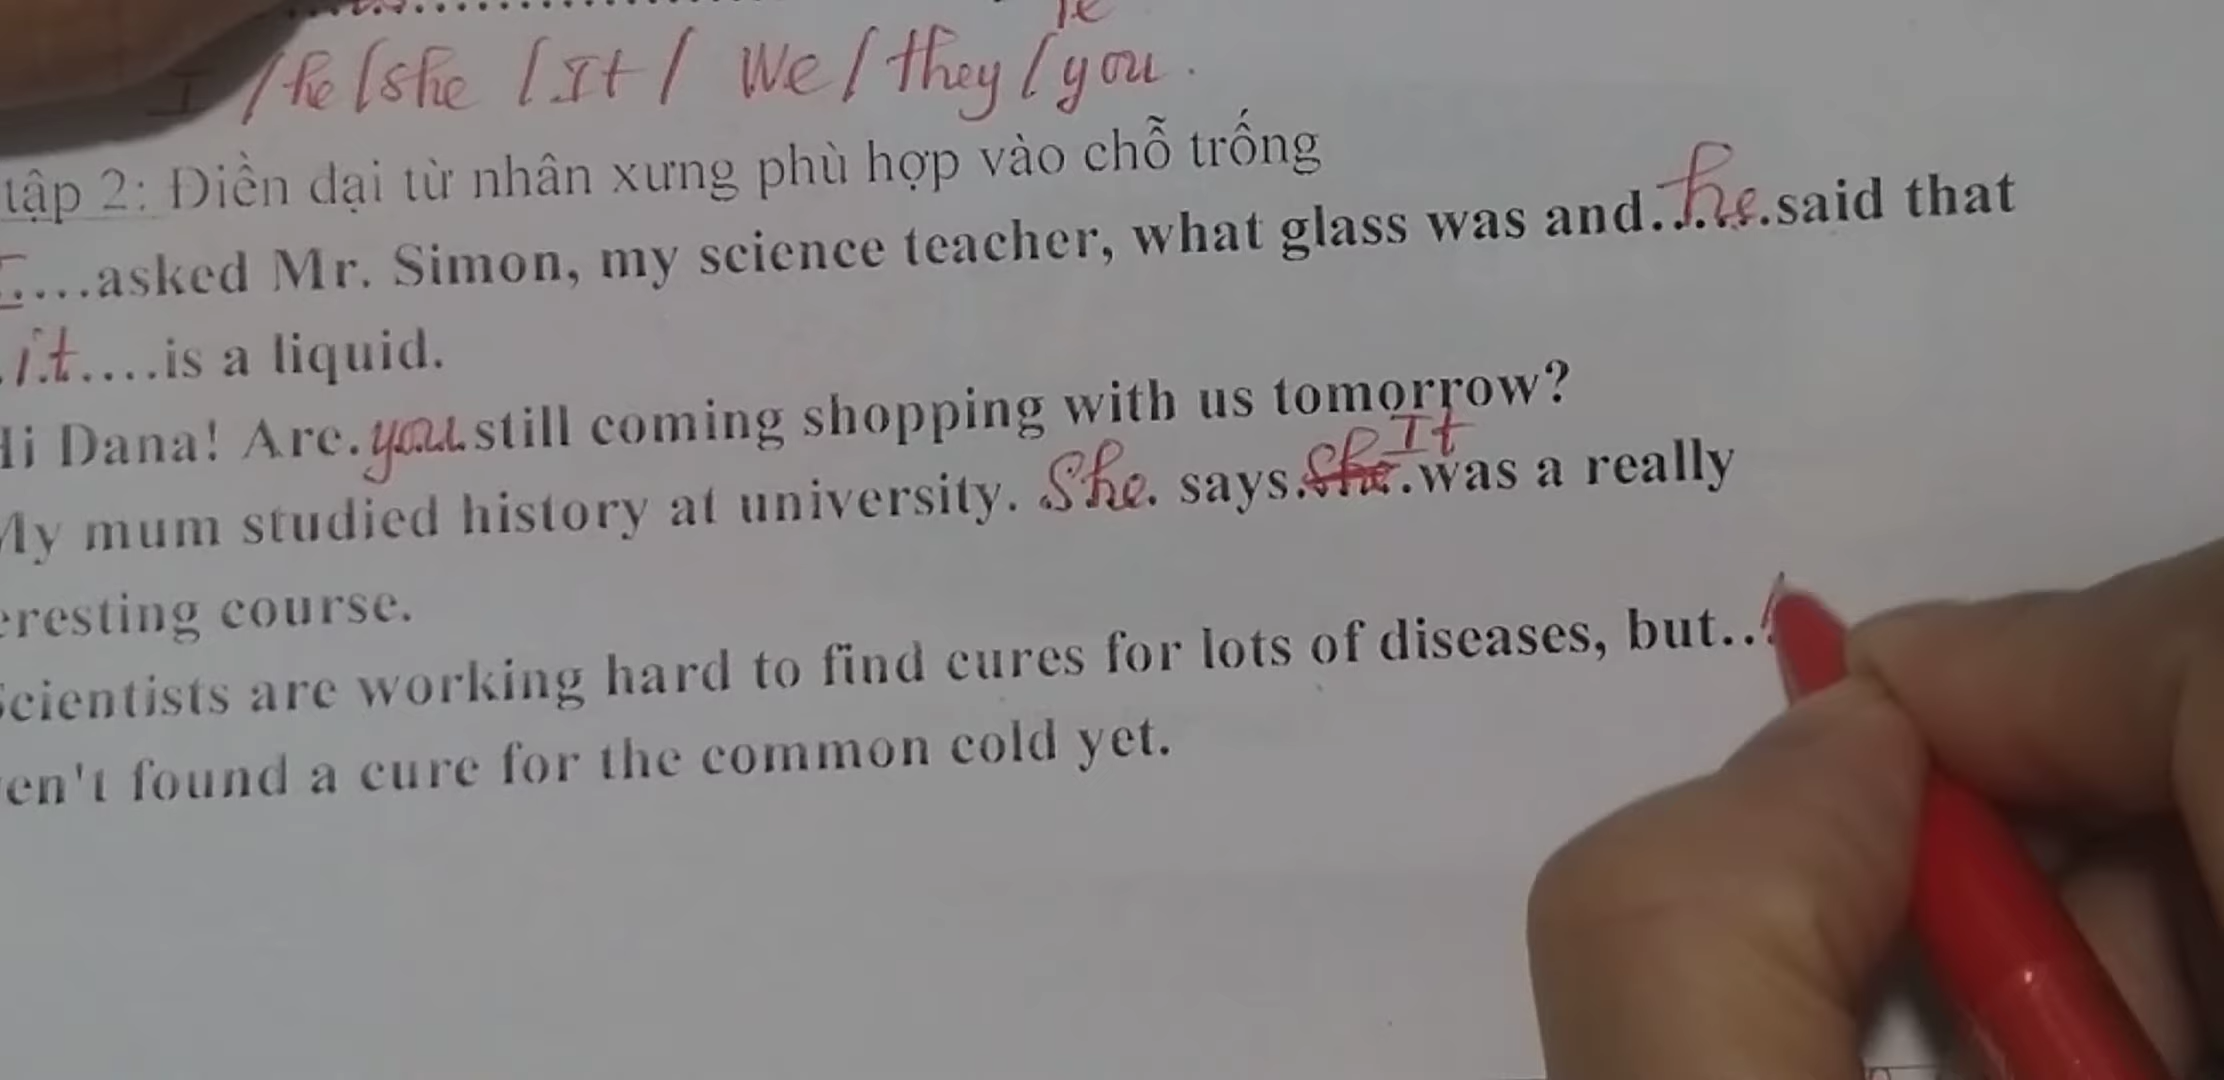 I /he/she /It/ We/they/you.
tập 2: Điền dại từ nhân xưng phù hợp vào chỗ trống
....asked Mr. Simon, my science teacher, what glass was and.he.said that
it....is a liquid.
Hi Dana! Are.you.still coming shopping with us tomorrow?
My mum studied history at university. She. says.she It.was a really
eresting course.
Scientists are working hard to find cures for lots of diseases, but..
en't found a cure for the common cold yet.